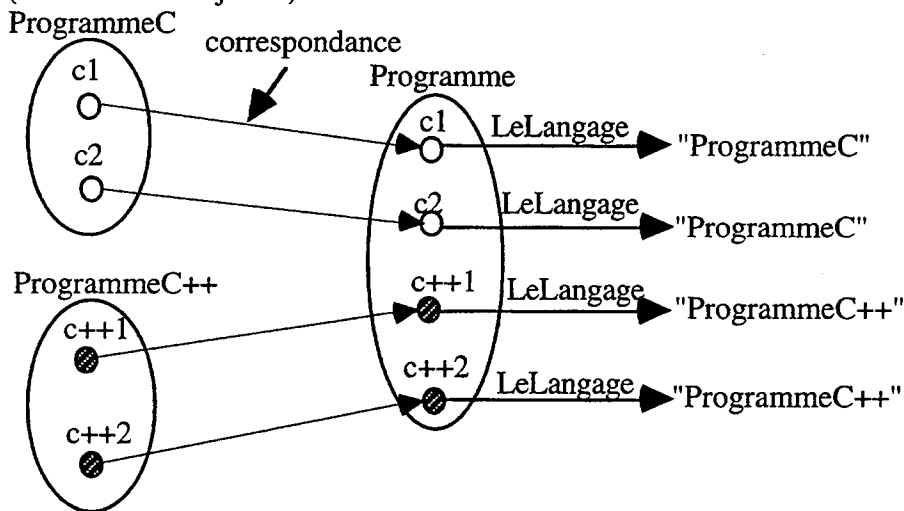 ProgrammeC
correspondance
Programme
c1
c2
c1
LeLangage
"ProgrammeC"
c2
LeLangage
"ProgrammeC"
ProgrammeC++
c++1
c++2
c++1
LeLangage
"ProgrammeC++"
c++2
LeLangage
"ProgrammeC++"